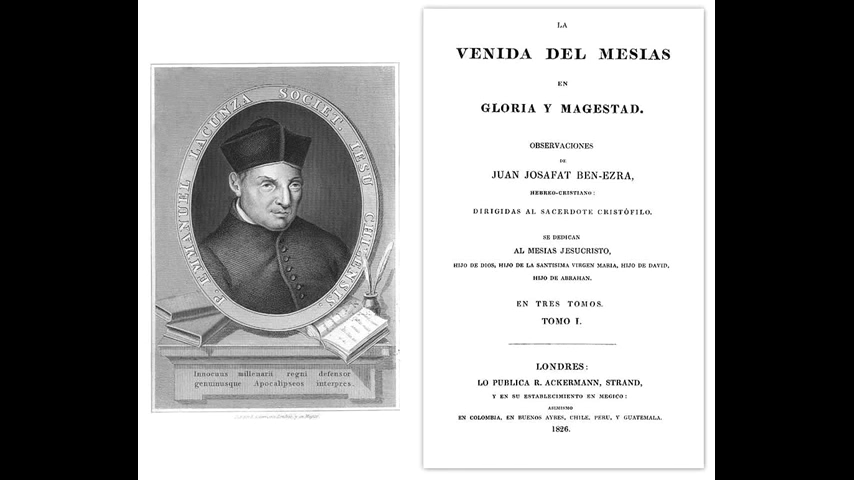 P. EMMANUEL LACUNZA SOCIET. IESU CHILENSIS.
Innocuus millenarii regni defensor
genuinusque Apocalipseos interpres.
LA
VENIDA DEL MESIAS
EN
GLORIA Y MAGESTAD.
OBSERVACIONES
DE
JUAN JOSAFAT BEN-EZRA,
HEBREO-CRISTIANO:
DIRIGIDAS AL SACERDOTE CRISTÓFILO.
SE DEDICAN
AL MESIAS JESUCRISTO,
HIJO DE DIOS, HIJO DE LA SANTISIMA VIRGEN MARIA, HIJO DE DAVID,
HIJO DE ABRAHAN.
EN TRES TOMOS.
TOMO I.
LONDRES:
LO PUBLICA R. ACKERMANN, STRAND,
Y EN SU ESTABLECIMIENTO EN MEGICO:
ASIMISMO
EN COLOMBIA, EN BUENOS AYRES, CHILE, PERU, Y GUATEMALA.
1826.